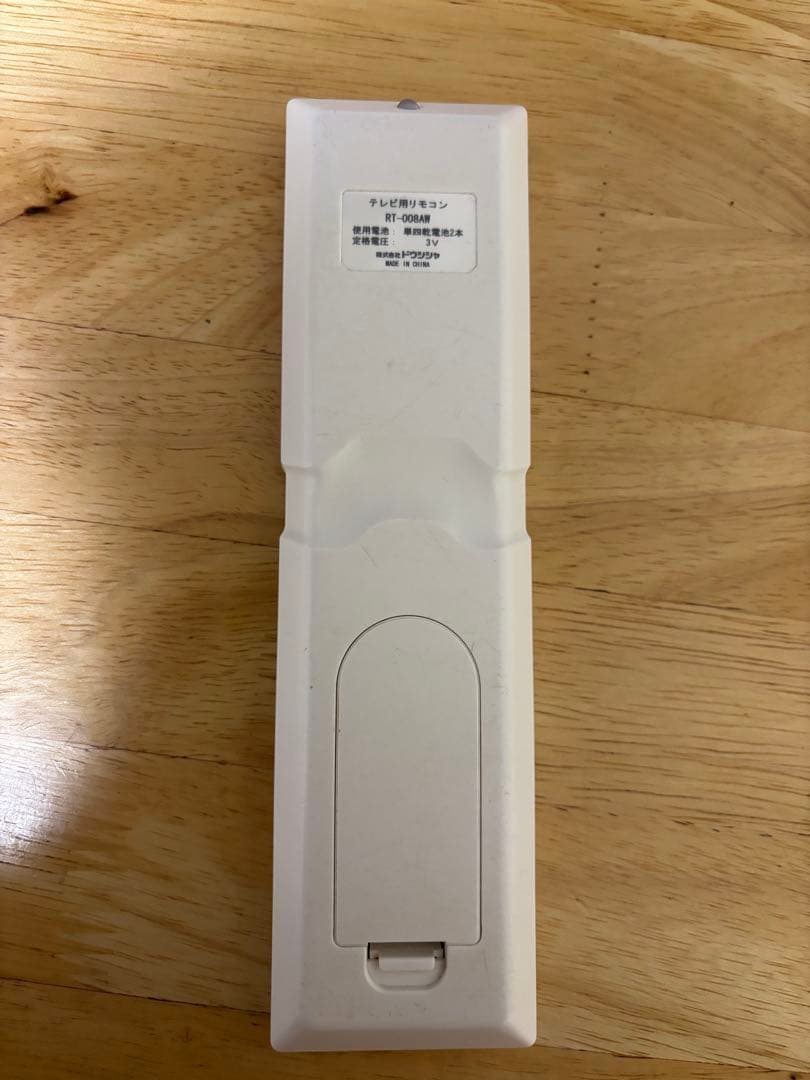 テレビ用リモコン
RT-008AW
使用電池： 単四乾電池2本
定格電圧： 3V
株式会社ドウシシャ
MADE IN CHINA